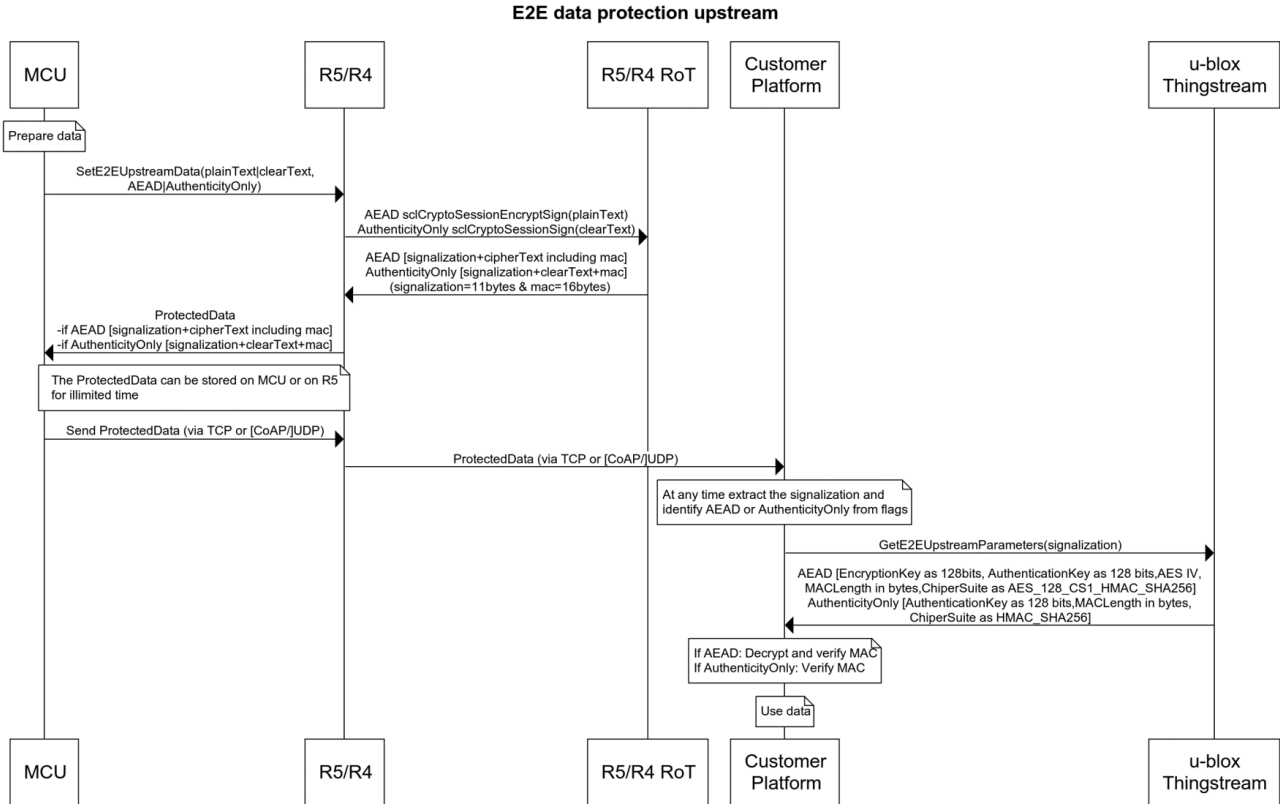 E2E data protection upstream
MCU
R5/R4
R5/R4 RoT
Customer
Platform
u-blox
Thingstream
Prepare data
SetE2EUpstreamData(plainText|clearText,
AEAD|AuthenticityOnly)
AEAD sclCryptoSessionEncryptSign(plainText)
AuthenticityOnly sclCryptoSessionSign(clearText)
AEAD [signalization+cipherText including mac]
AuthenticityOnly [signalization+clearText+mac]
(signalization=11bytes & mac=16bytes)
ProtectedData
-if AEAD [signalization+cipherText including mac]
-if AuthenticityOnly [signalization+clearText+mac]
The ProtectedData can be stored on MCU or on R5
for illimited time
Send ProtectedData (via TCP or [CoAP/]UDP)
ProtectedData (via TCP or [CoAP/]UDP)
At any time extract the signalization and
identify AEAD or AuthenticityOnly from flags
GetE2EUpstreamParameters(signalization)
AEAD [EncryptionKey as 128bits, AuthenticationKey as 128 bits,AES IV,
MACLength in bytes,ChiperSuite as AES_128_CS1_HMAC_SHA256]
AuthenticityOnly [AuthenticationKey as 128 bits,MACLength in bytes,
ChiperSuite as HMAC_SHA256]
If AEAD: Decrypt and verify MAC
If AuthenticityOnly: Verify MAC
Use data
MCU
R5/R4
R5/R4 RoT
Customer
Platform
u-blox
Thingstream